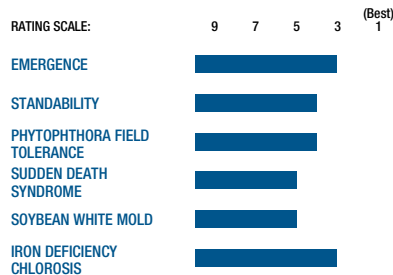 (Best)
RATING SCALE: 9 7 5 3 1
EMERGENCE
STANDABILITY
PHYTOPHTHORA FIELD
TOLERANCE
SUDDEN DEATH
SYNDROME
SOYBEAN WHITE MOLD
IRON DEFICIENCY
CHLOROSIS